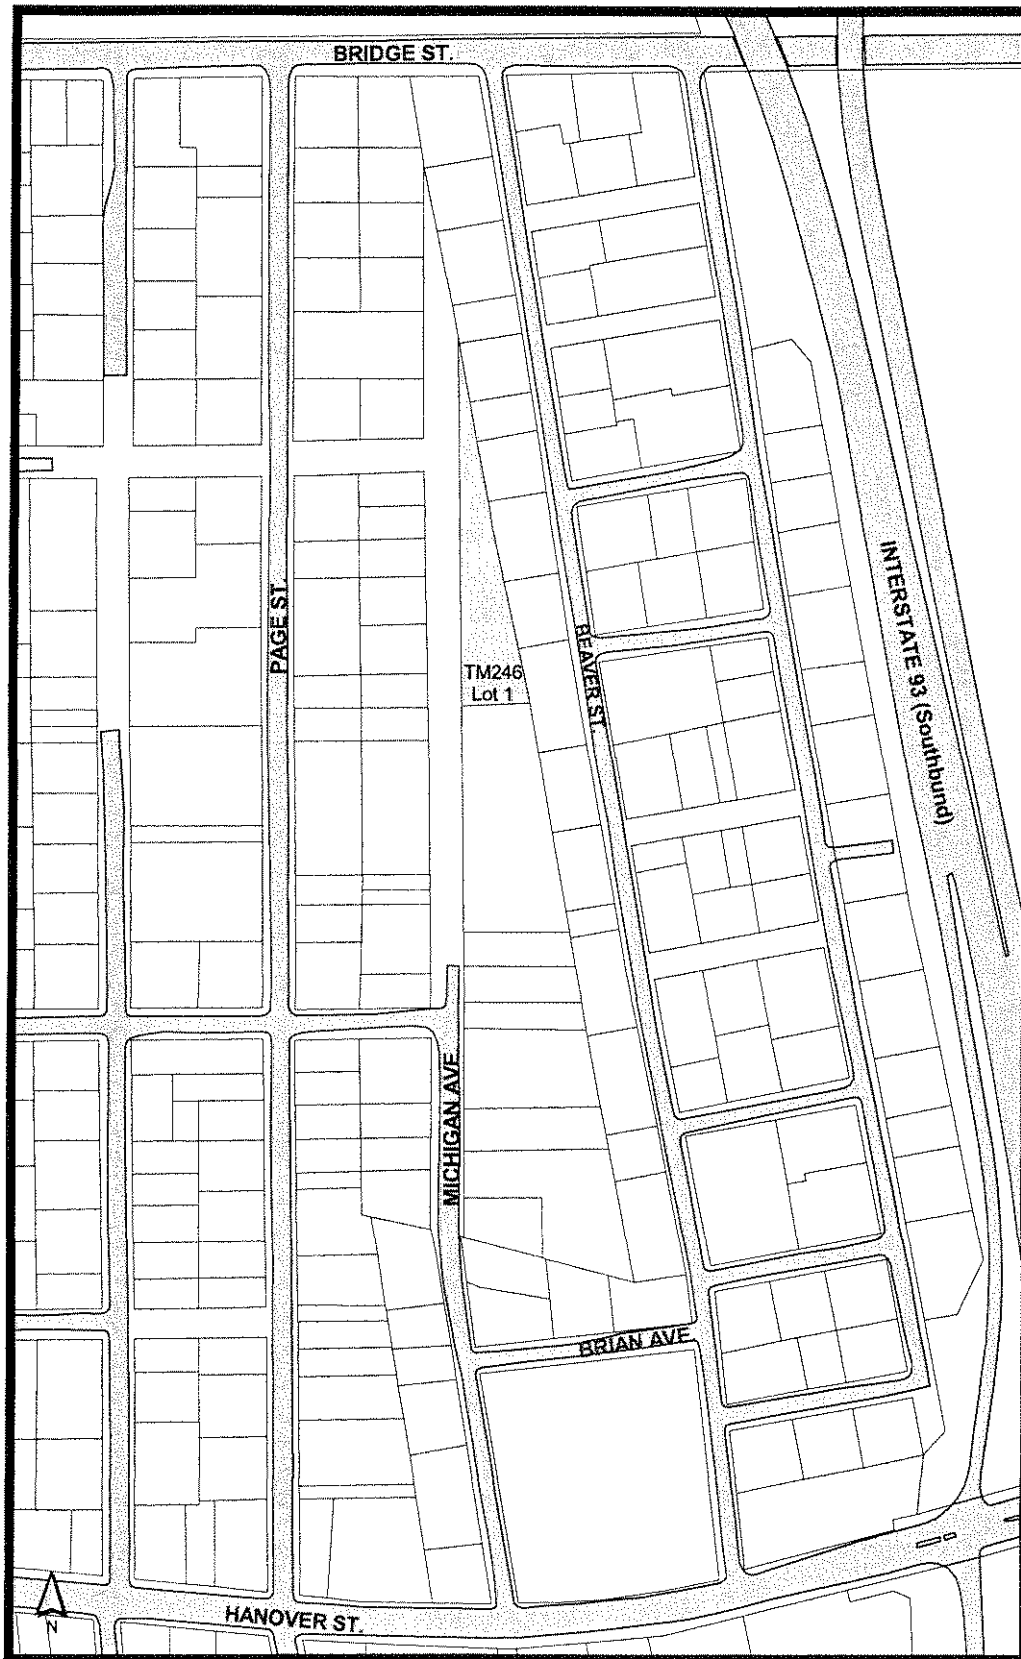 BRIDGE ST.
INTERSTATE 93 (Southbund)
PAGE ST.
BEAVER ST.
TM246
Lot 1
MICHIGAN AVE.
BRIAN AVE.
HANOVER ST.
N